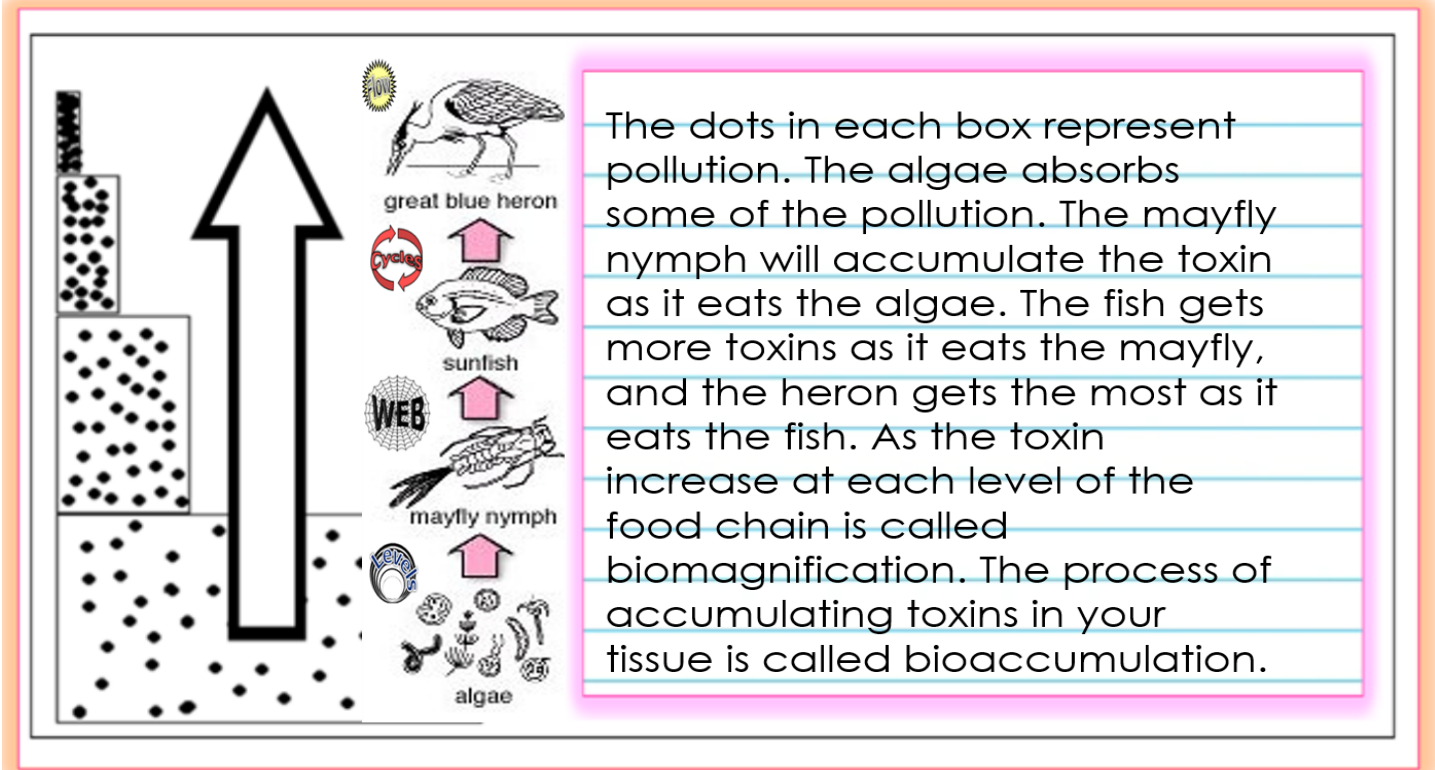 Flow
great blue heron
Cycles
sunfish
WEB
mayfly nymph
Levels
algae
The dots in each box represent
pollution. The algae absorbs
some of the pollution. The mayfly
nymph will accumulate the toxin
as it eats the algae. The fish gets
more toxins as it eats the mayfly,
and the heron gets the most as it
eats the fish. As the toxin
increase at each level of the
food chain is called
biomagnification. The process of
accumulating toxins in your
tissue is called bioaccumulation.